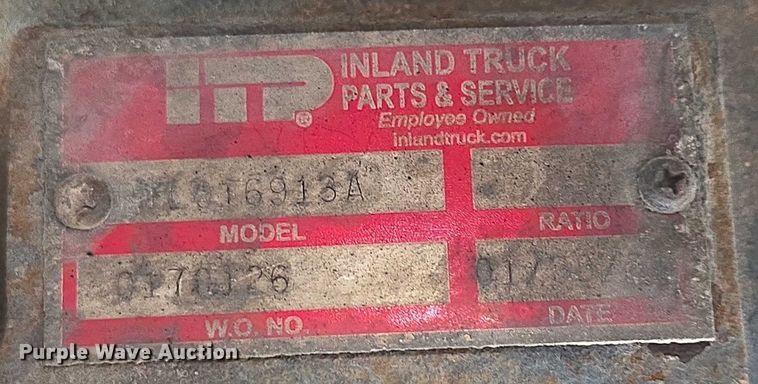 ITP ®
INLAND TRUCK
PARTS & SERVICE
Employee Owned
inlandtruck.com
MODEL
RATIO
W.O. NO.
DATE
Purple Wave Auction